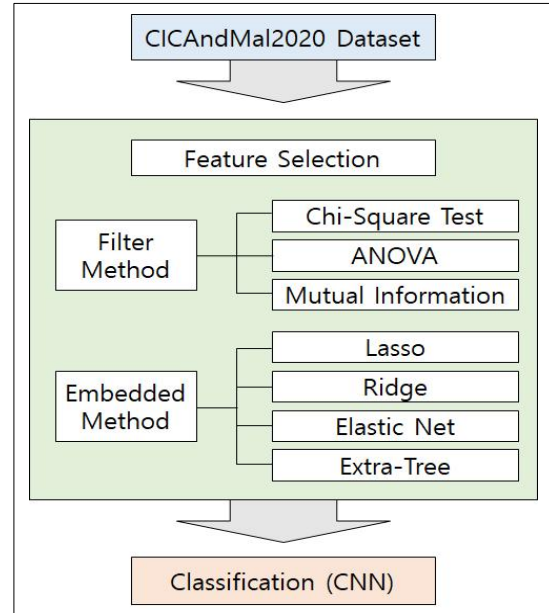 CICAndMal2020 Dataset
Feature Selection
Filter
Method
Chi-Square Test
ANOVA
Mutual Information
Embedded
Method
Lasso
Ridge
Elastic Net
Extra-Tree
Classification (CNN)